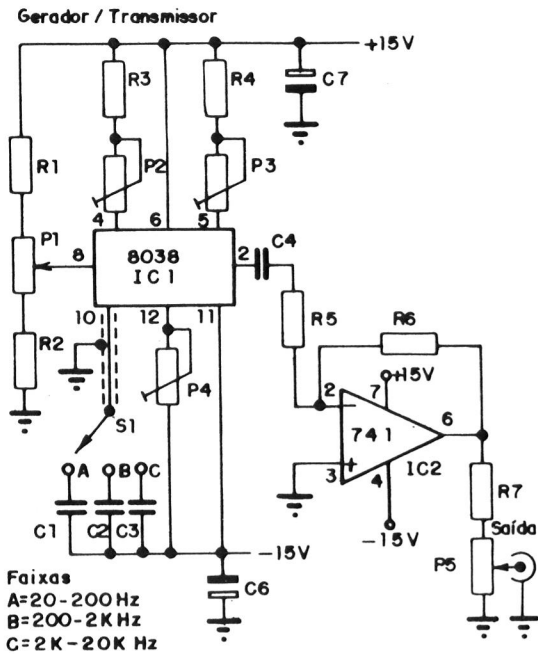 Gerador / Transmissor
+15V
R3
R4
C7
R1
P2
P3
4
6
5
P1
8
8038
IC1
2
C4
10
12
11
R2
R5
R6
P4
S1
+15V
2
7
741
6
3
4
IC2
A
B
C
R7
-15V
Saída
C1
C2
C3
-15V
P5
C6
Faixas
A=20-200Hz
B=200-2KHz
C=2K-20KHz